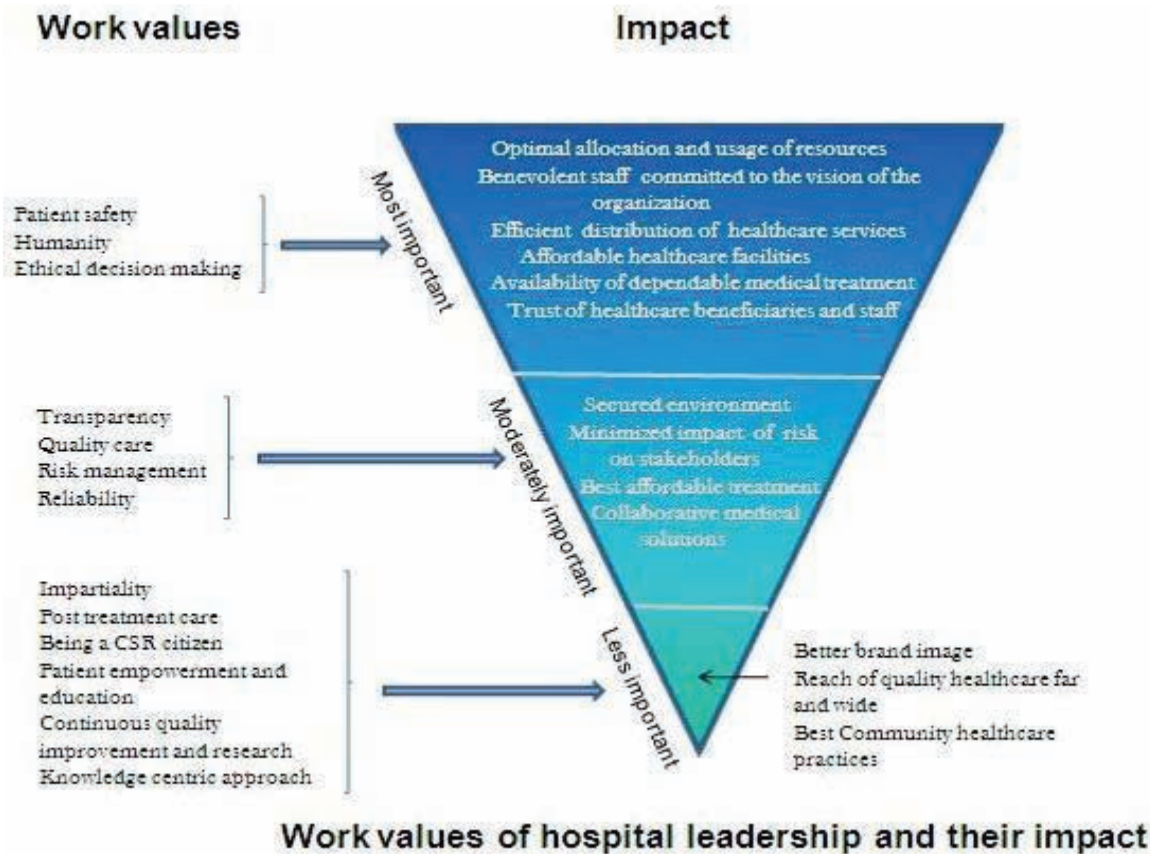 Work values
Impact
Patient safety
Humanity
Ethical decision making
Most important
Optimal allocation and usage of resources
Benevolent staff committed to the vision of the
organization
Efficient distribution of healthcare services
Affordable healthcare facilities
Availability of dependable medical treatment
Trust of healthcare beneficiaries and staff
Transparency
Quality care
Risk management
Reliability
Moderately important
Secured environment
Minimized impact of risk
on stakeholders
Best affordable treatment
Collaborative medical
solutions
Impartiality
Post treatment care
Being a CSR citizen
Patient empowerment and
education
Continuous quality
improvement and research
Knowledge centric approach
Less important
Better brand image
Reach of quality healthcare far
and wide
Best Community healthcare
practices
Work values of hospital leadership and their impact